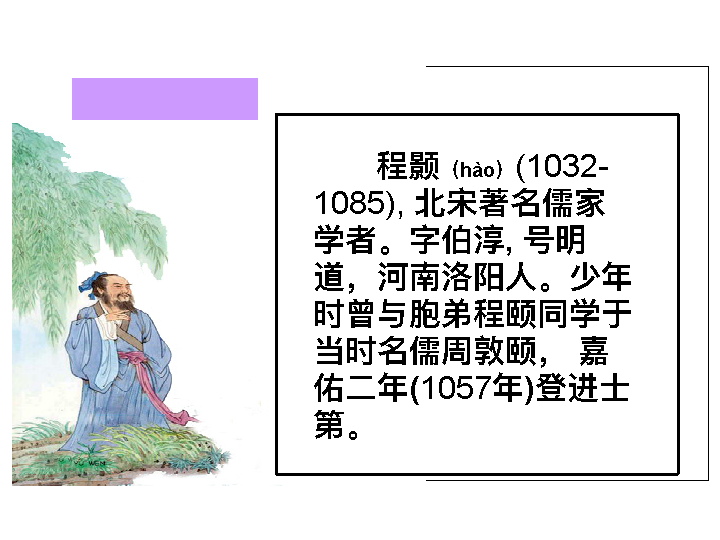 程颢（hào）(1032-
1085), 北宋著名儒家
学者。字伯淳, 号明
道，河南洛阳人。少年
时曾与胞弟程颐同学于
当时名儒周敦颐， 嘉
佑二年(1057年)登进士
第。
YU WEN